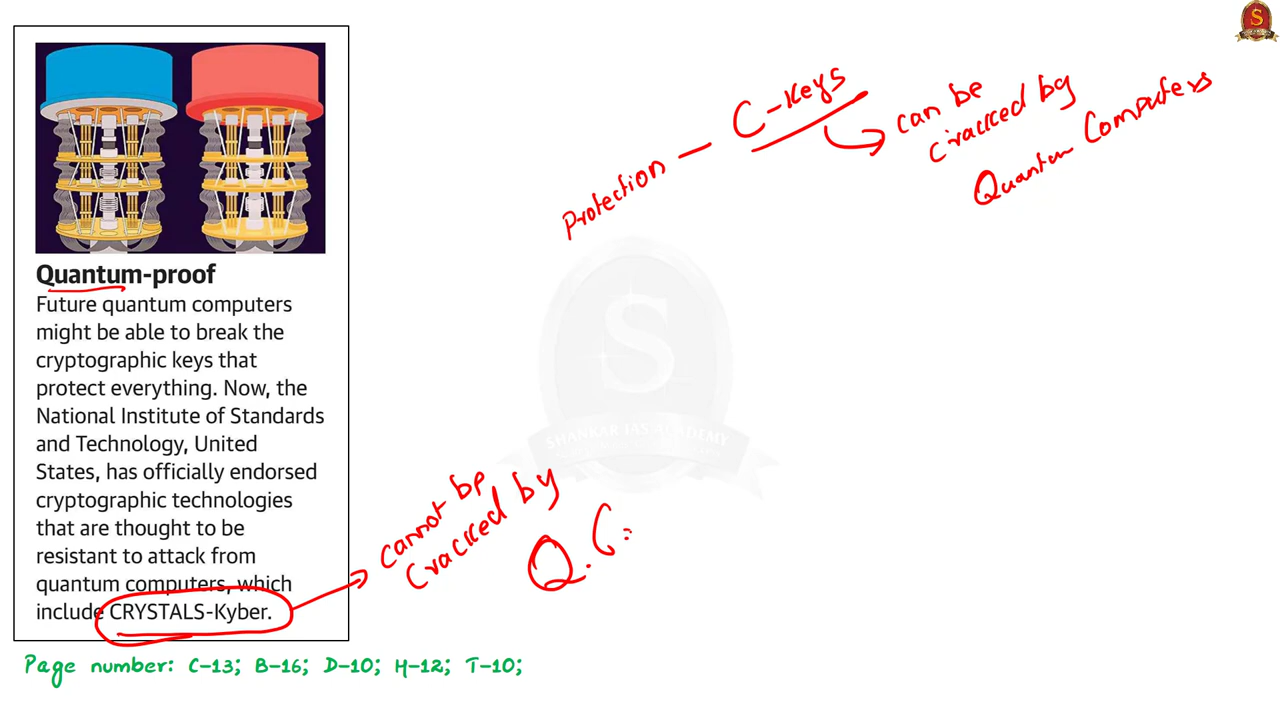 S
Protection – C-Keys
can be
cracked by
Quantum Computers
Quantum-proof
Future quantum computers
might be able to break the
cryptographic keys that
protect everything. Now, the
National Institute of Standards
and Technology, United
States, has officially endorsed
cryptographic technologies
that are thought to be
resistant to attack from
quantum computers, which
include CRYSTALS-Kyber.
cannot be
cracked by
Q.C
S
SHANKAR IAS ACADEMY
Page number: C-13; B-16; D-10; H-12; T-10;